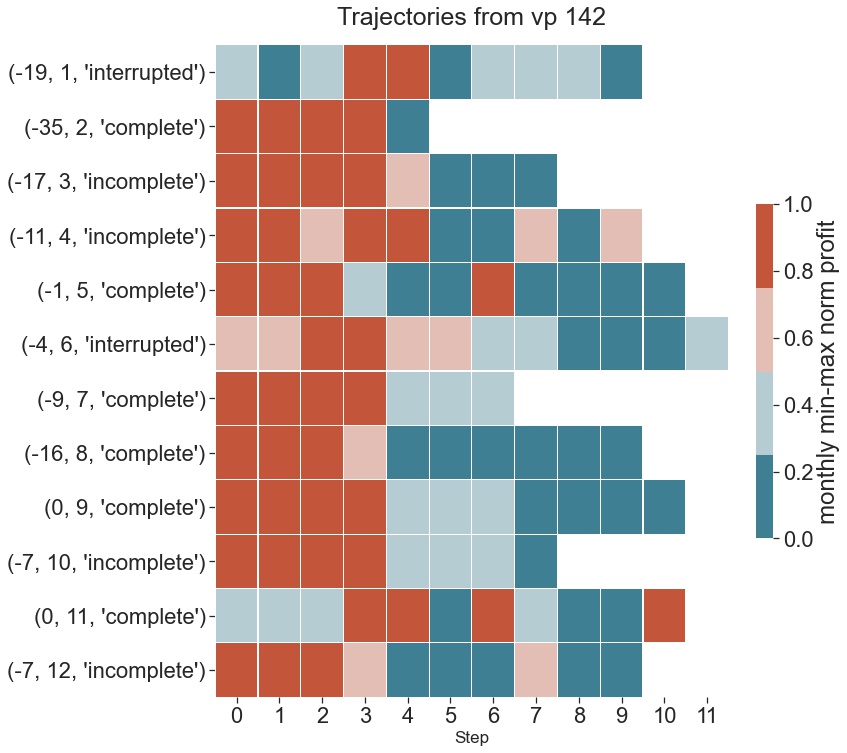 Trajectories from vp 142
(-19, 1, 'interrupted')
(-35, 2, 'complete')
(-17, 3, 'incomplete')
(-11, 4, 'incomplete')
(-1, 5, 'complete')
(-4, 6, 'interrupted')
(-9, 7, 'complete')
(-16, 8, 'complete')
(0, 9, 'complete')
(-7, 10, 'incomplete')
(0, 11, 'complete')
(-7, 12, 'incomplete')
0 1 2 3 4 5 6 7 8 9 10 11
Step
1.0
0.8
0.6
0.4
0.2
0.0
monthly min-max norm profit